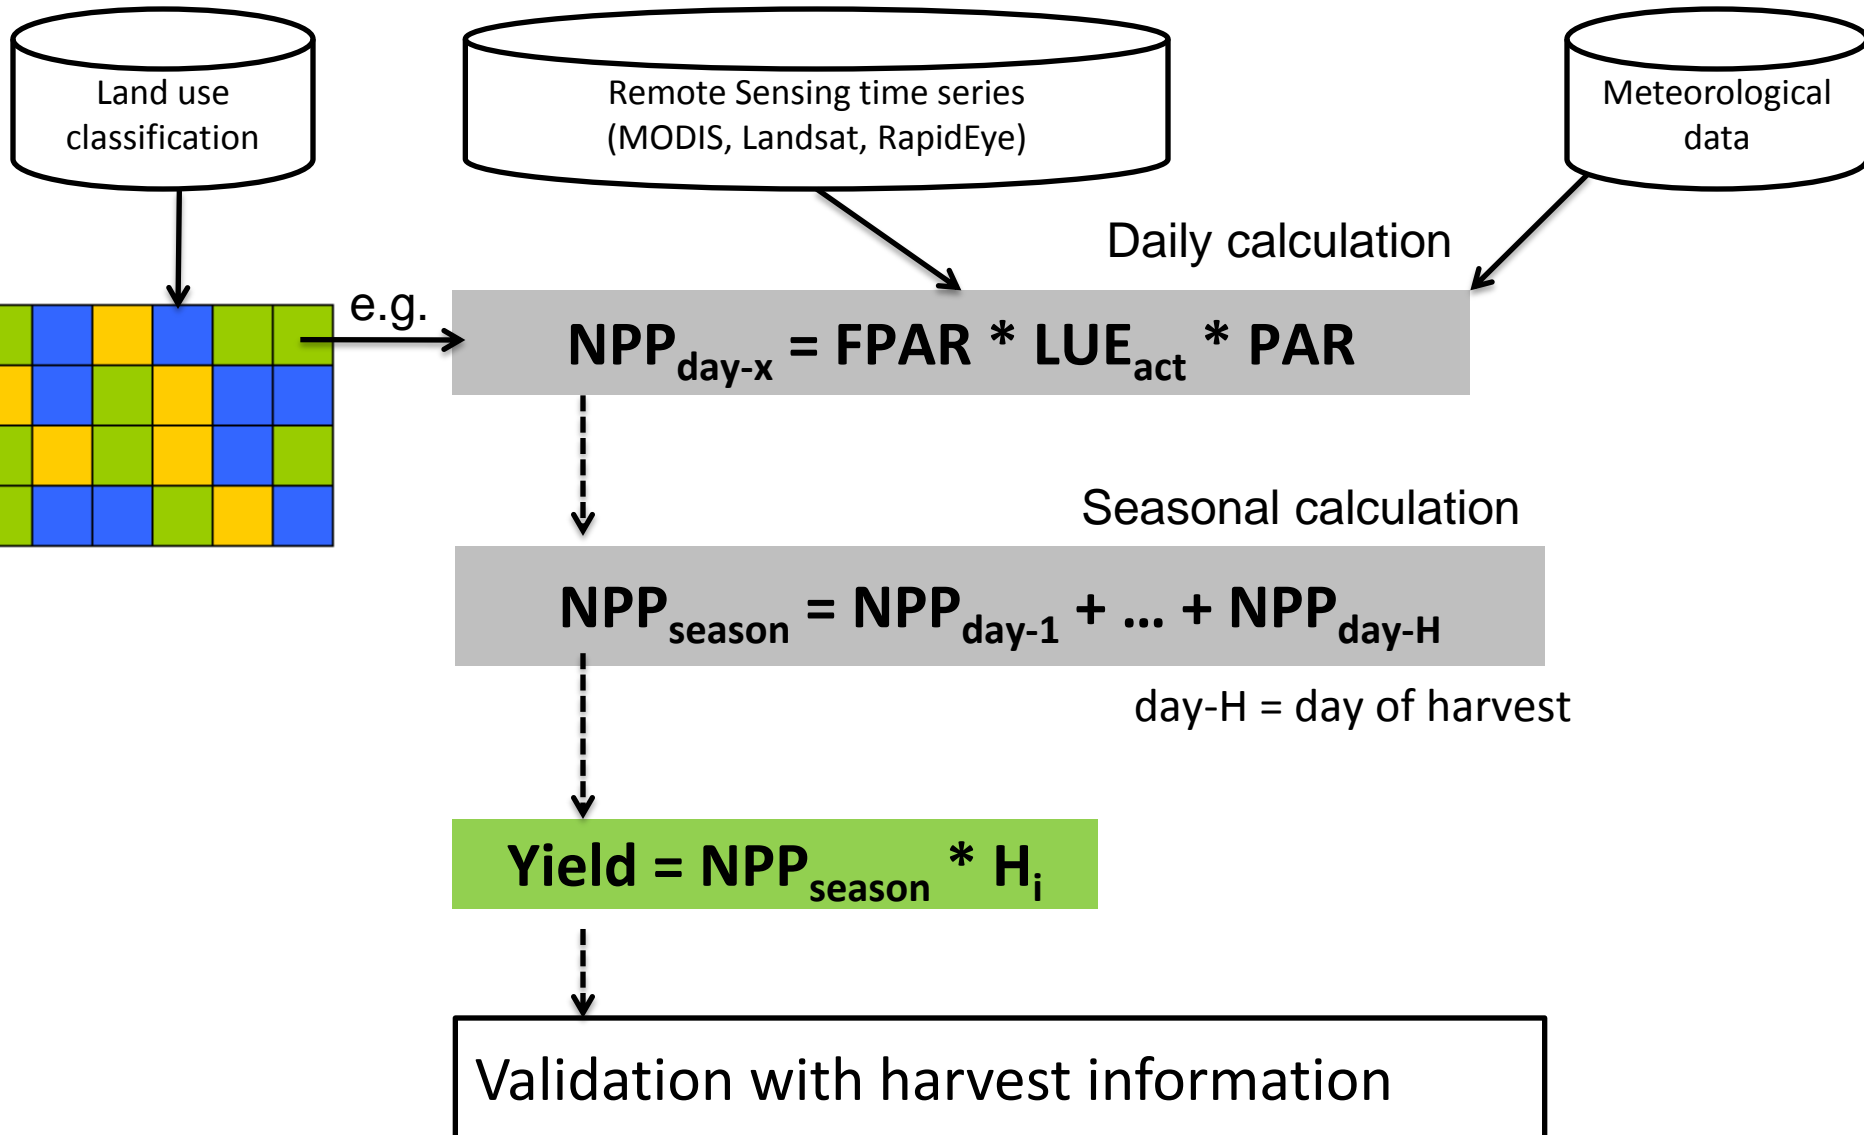 Land use
classification
Remote Sensing time series
(MODIS, Landsat, RapidEye)
Meteorological
data
Daily calculation
e.g.
NPPday-x = FPAR * LUEact * PAR
Seasonal calculation
NPPseason = NPPday-1 + … + NPPday-H
day-H = day of harvest
Yield = NPPseason * Hi
Validation with harvest information